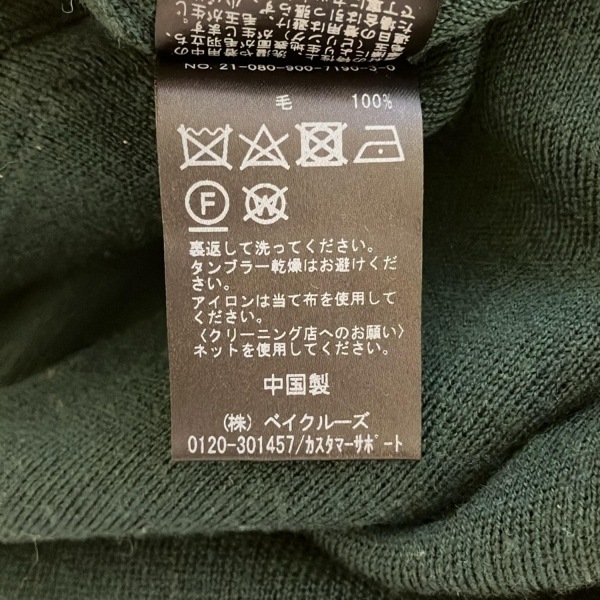 NO. 21-080-900-7190-3-0
毛 100%
F
W
裏返して洗ってください。
タンブラー乾燥はお避けくだ
さい。
アイロンは当て布を使用して
ください。
〈クリーニング店へのお願い〉
ネットを使用してください。
中国製
(株) ベイクルーズ
0120-301457/ｶｽﾀﾏｰｻﾎﾟｰﾄ